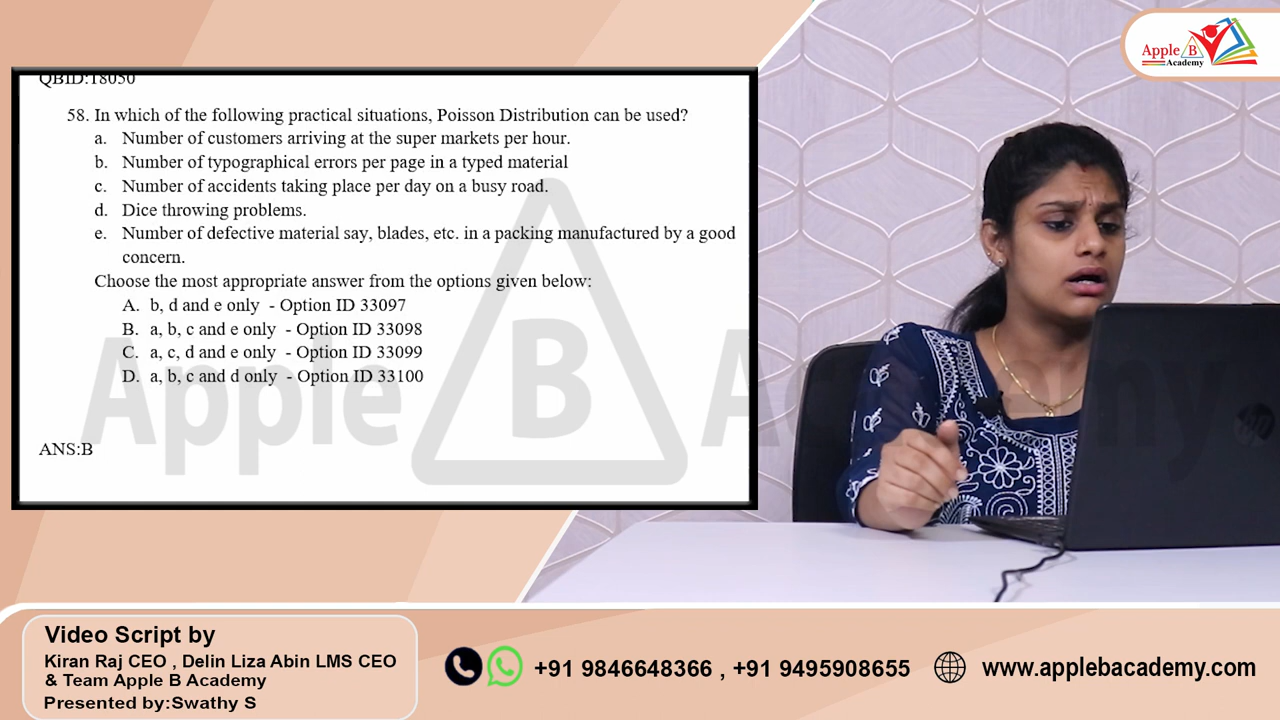 Apple B
Academy
QBID:18050
58. In which of the following practical situations, Poisson Distribution can be used?
a. Number of customers arriving at the super markets per hour.
b. Number of typographical errors per page in a typed material
c. Number of accidents taking place per day on a busy road.
d. Dice throwing problems.
e. Number of defective material say, blades, etc. in a packing manufactured by a good
concern.
Choose the most appropriate answer from the options given below:
A. b, d and e only - Option ID 33097
B. a, b, c and e only - Option ID 33098
C. a, c, d and e only - Option ID 33099
D. a, b, c and d only - Option ID 33100
Apple B Academy
ANS:B
Video Script by
Kiran Raj CEO , Delin Liza Abin LMS CEO
& Team Apple B Academy
Presented by:Swathy S
+91 9846648366 , +91 9495908655
www.applebacademy.com